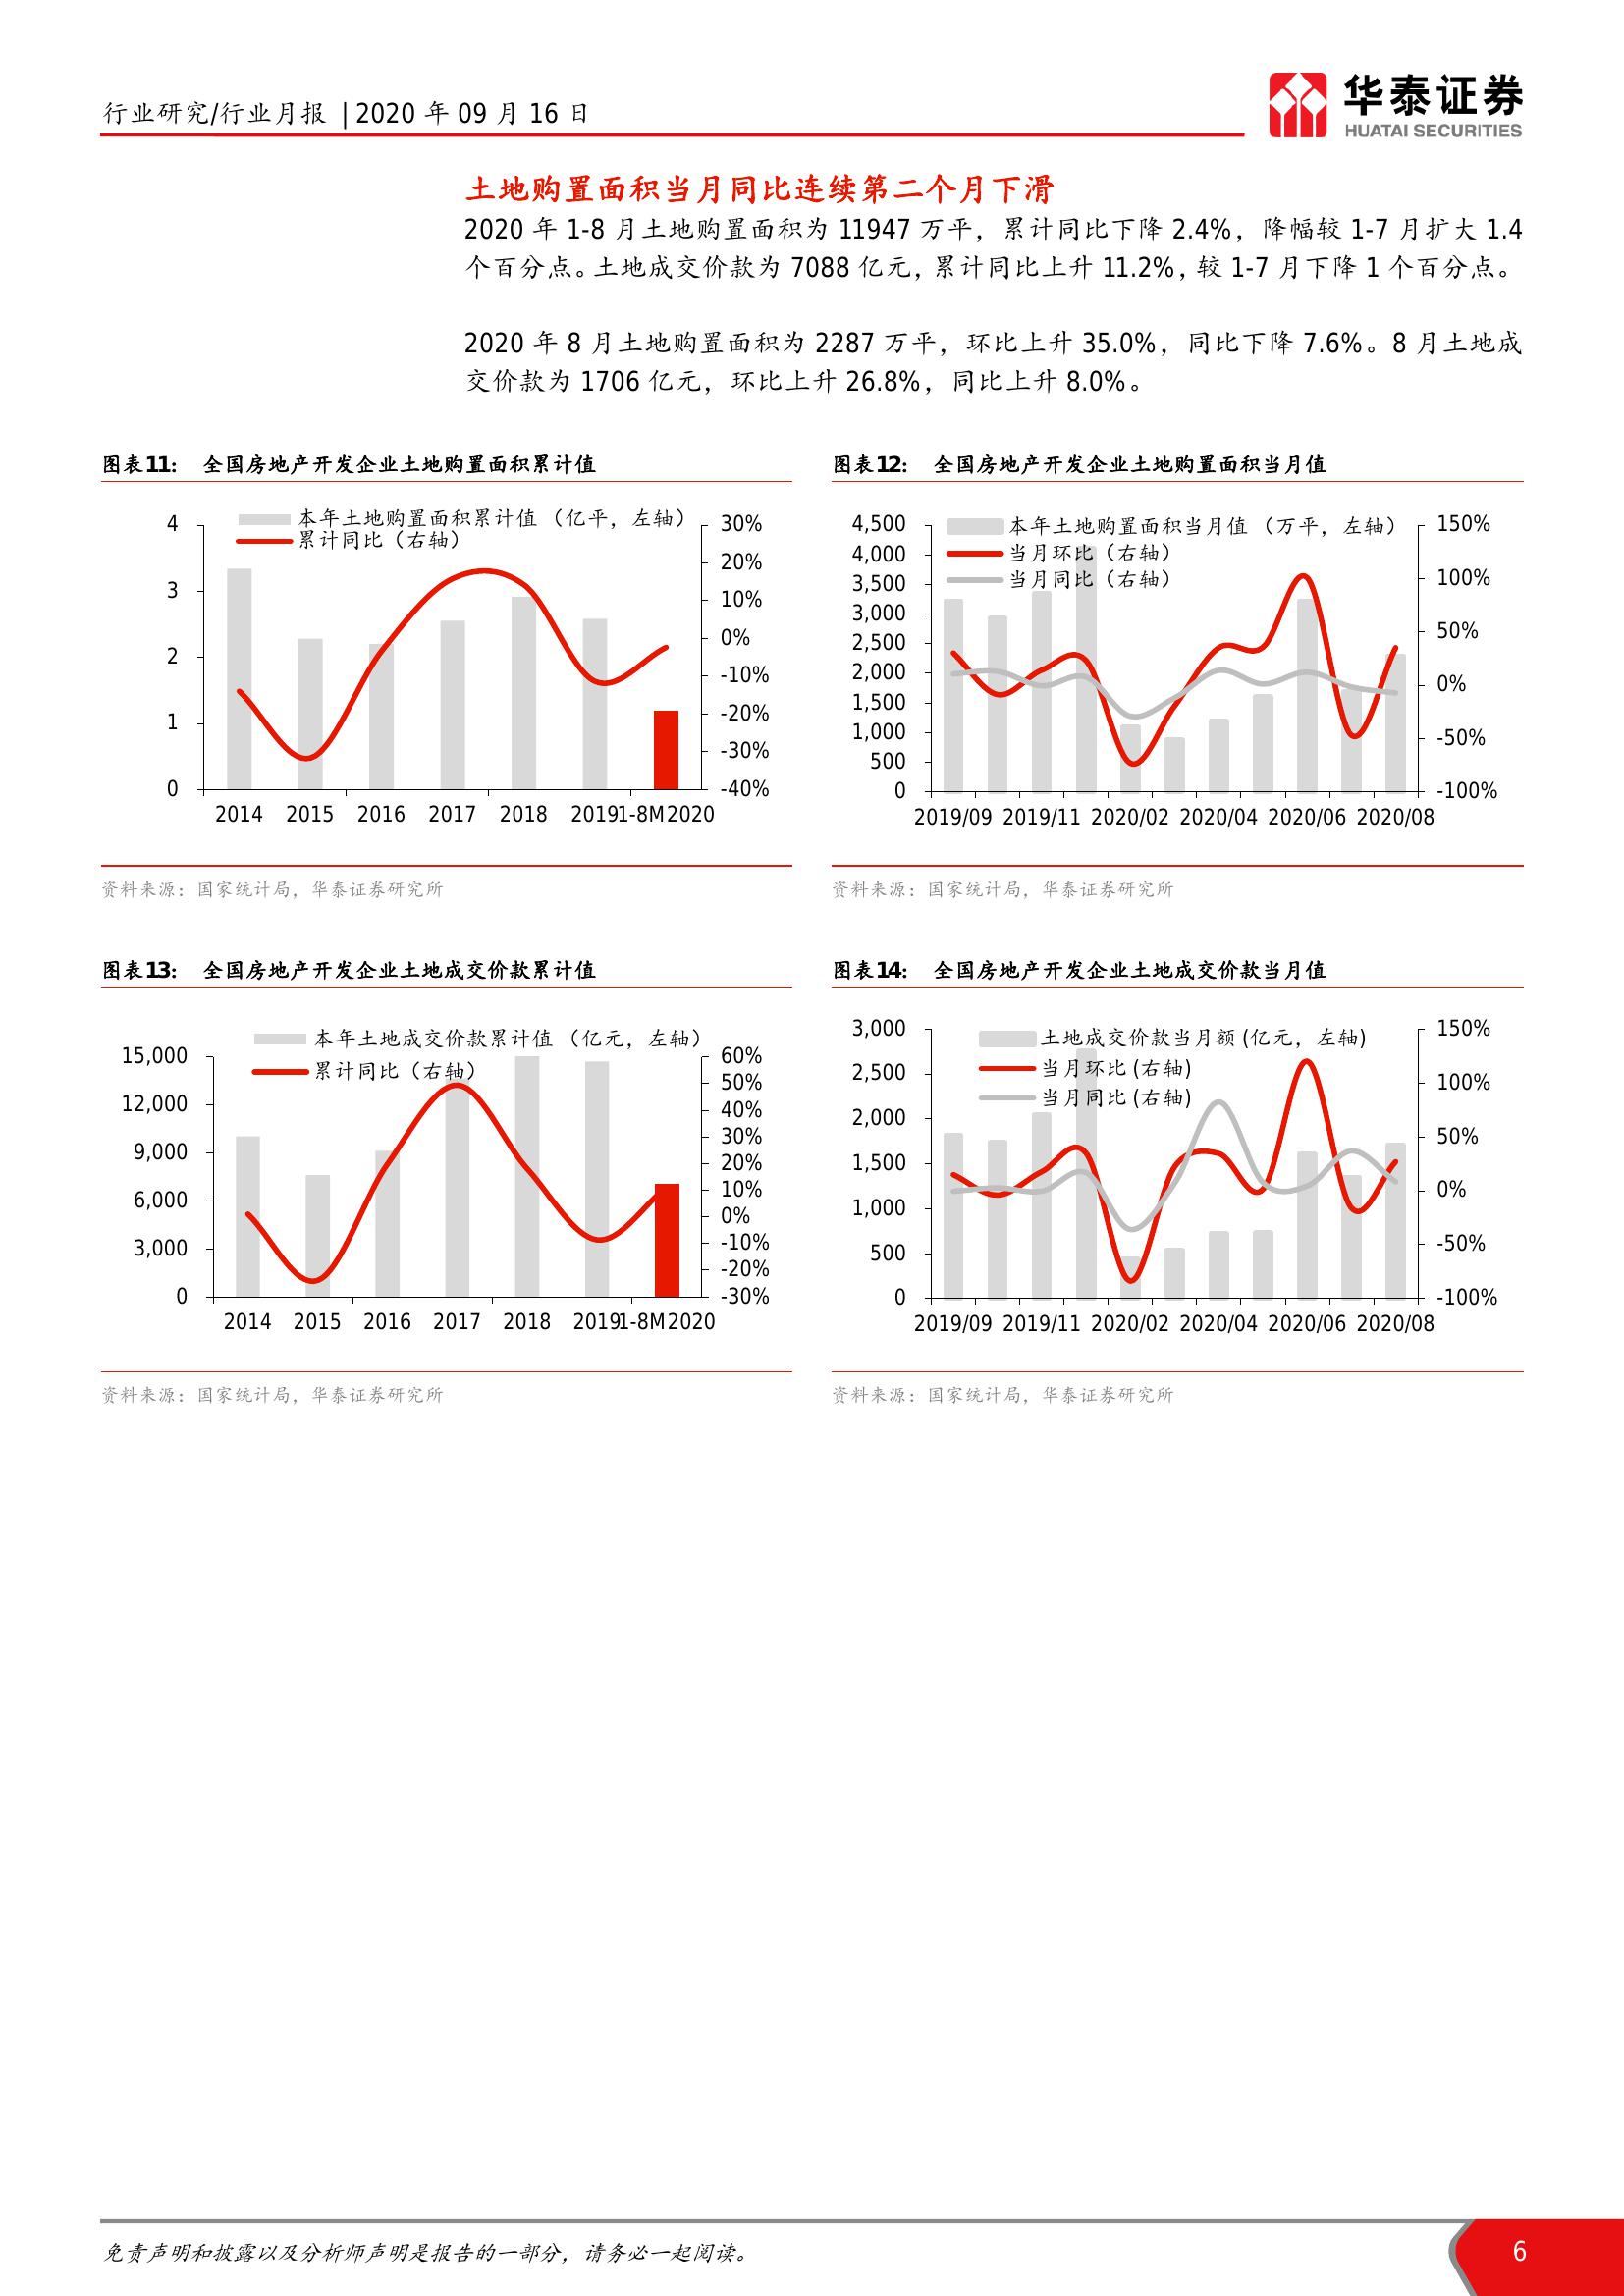 行业研究/行业月报 | 2020 年 09 月 16 日
华泰证券
HUATAI SECURITIES
土地购置面积当月同比连续第二个月下滑
2020 年 1-8 月土地购置面积为 11947 万平，累计同比下降 2.4%，降幅较 1-7 月扩大 1.4
个百分点。土地成交价款为 7088 亿元，累计同比上升 11.2%，较 1-7 月下降 1 个百分点。
2020 年 8 月土地购置面积为 2287 万平，环比上升 35.0%，同比下降 7.6%。8 月土地成
交价款为 1706 亿元，环比上升 26.8%，同比上升 8.0%。
图表11： 全国房地产开发企业土地购置面积累计值
本年土地购置面积累计值（亿平，左轴）
累计同比（右轴）
4
3
2
1
0
30%
20%
10%
0%
-10%
-20%
-30%
-40%
2014 2015 2016 2017 2018 2019 1-8M2020
资料来源：国家统计局，华泰证券研究所
图表12： 全国房地产开发企业土地购置面积当月值
本年土地购置面积当月值（万平，左轴）
当月环比（右轴）
当月同比（右轴）
4,500
4,000
3,500
3,000
2,500
2,000
1,500
1,000
500
0
150%
100%
50%
0%
-50%
-100%
2019/09 2019/11 2020/02 2020/04 2020/06 2020/08
资料来源：国家统计局，华泰证券研究所
图表13： 全国房地产开发企业土地成交价款累计值
本年土地成交价款累计值（亿元，左轴）
累计同比（右轴）
15,000
12,000
9,000
6,000
3,000
0
60%
50%
40%
30%
20%
10%
0%
-10%
-20%
-30%
2014 2015 2016 2017 2018 2019 1-8M2020
资料来源：国家统计局，华泰证券研究所
图表14： 全国房地产开发企业土地成交价款当月值
土地成交价款当月额(亿元，左轴)
当月环比(右轴)
当月同比(右轴)
3,000
2,500
2,000
1,500
1,000
500
0
150%
100%
50%
0%
-50%
-100%
2019/09 2019/11 2020/02 2020/04 2020/06 2020/08
资料来源：国家统计局，华泰证券研究所
免责声明和披露以及分析师声明是报告的一部分，请务必一起阅读。
6